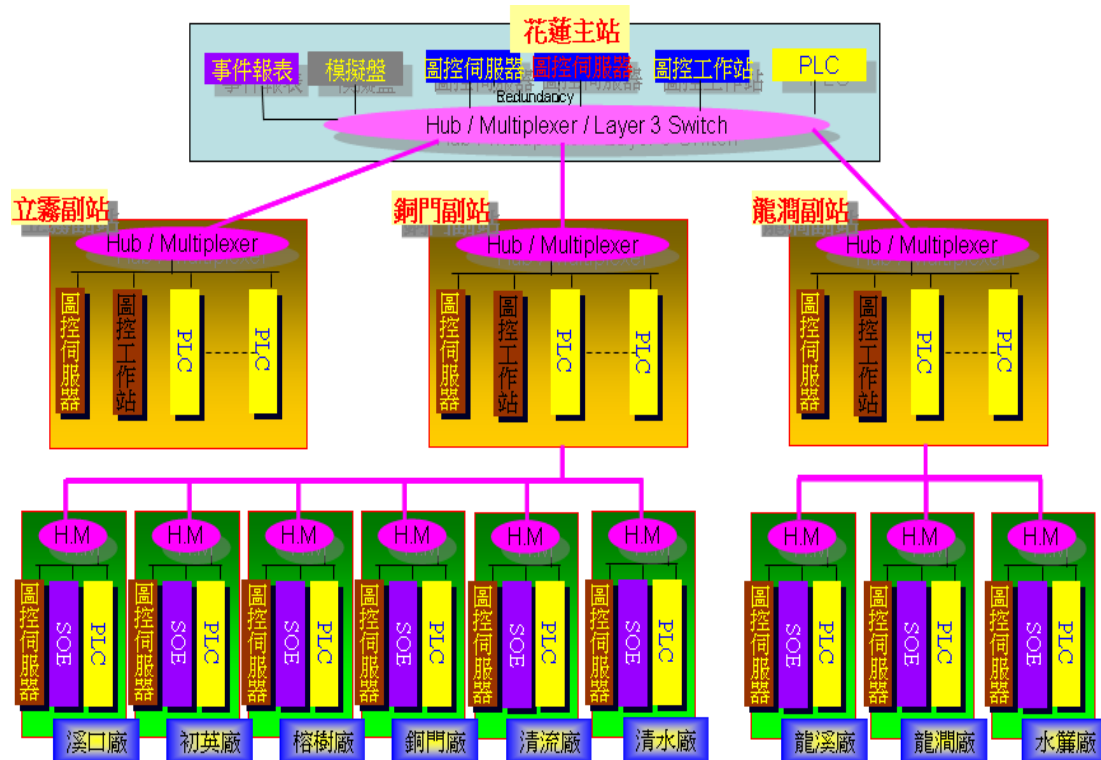 花蓮主站
事件報表
模擬盤
圖控伺服器
圖控伺服器
圖控工作站
PLC
Redundancy
Hub / Multiplexer / Layer 3 Switch
立霧副站
Hub / Multiplexer
圖控伺服器
圖控工作站
PLC
PLC
銅門副站
Hub / Multiplexer
圖控伺服器
圖控工作站
PLC
PLC
龍澗副站
Hub / Multiplexer
圖控伺服器
圖控工作站
PLC
PLC
H.M
圖控伺服器
SOE
PLC
溪口廠
H.M
圖控伺服器
SOE
PLC
初英廠
H.M
圖控伺服器
SOE
PLC
榕樹廠
H.M
圖控伺服器
SOE
PLC
銅門廠
H.M
圖控伺服器
SOE
PLC
清流廠
H.M
圖控伺服器
SOE
PLC
清水廠
H.M
圖控伺服器
SOE
PLC
龍溪廠
H.M
圖控伺服器
SOE
PLC
龍澗廠
H.M
圖控伺服器
SOE
PLC
水簾廠